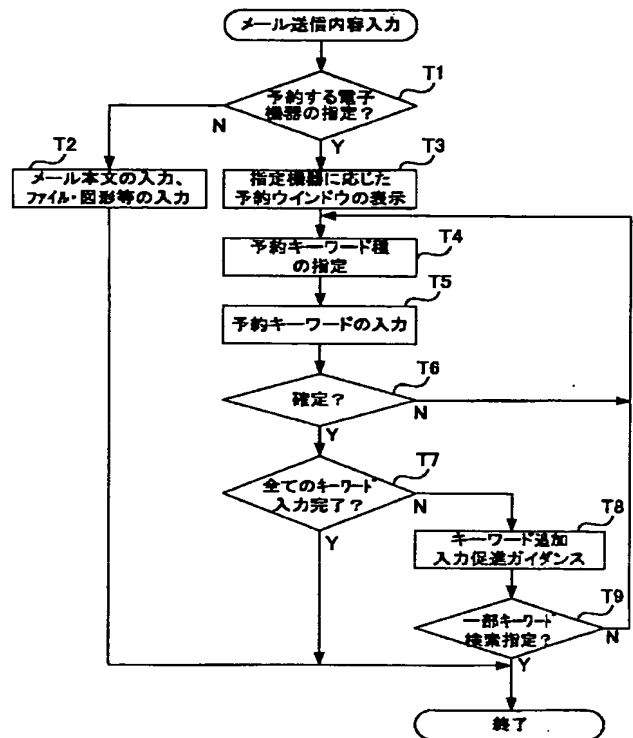 メール送信内容入力
T1
予約する電子
機器の指定？
N
Y
T2
メール本文の入力、
ファイル・図形等の入力
T3
指定機器に応じた
予約ウインドウの表示
T4
予約キーワード種
の指定
T5
予約キーワードの入力
T6
確定？
N
Y
T7
全てのキーワード
入力完了？
N
Y
T8
キーワード追加
入力促進ガイダンス
T9
一部キーワード
検索指定？
N
Y
終了